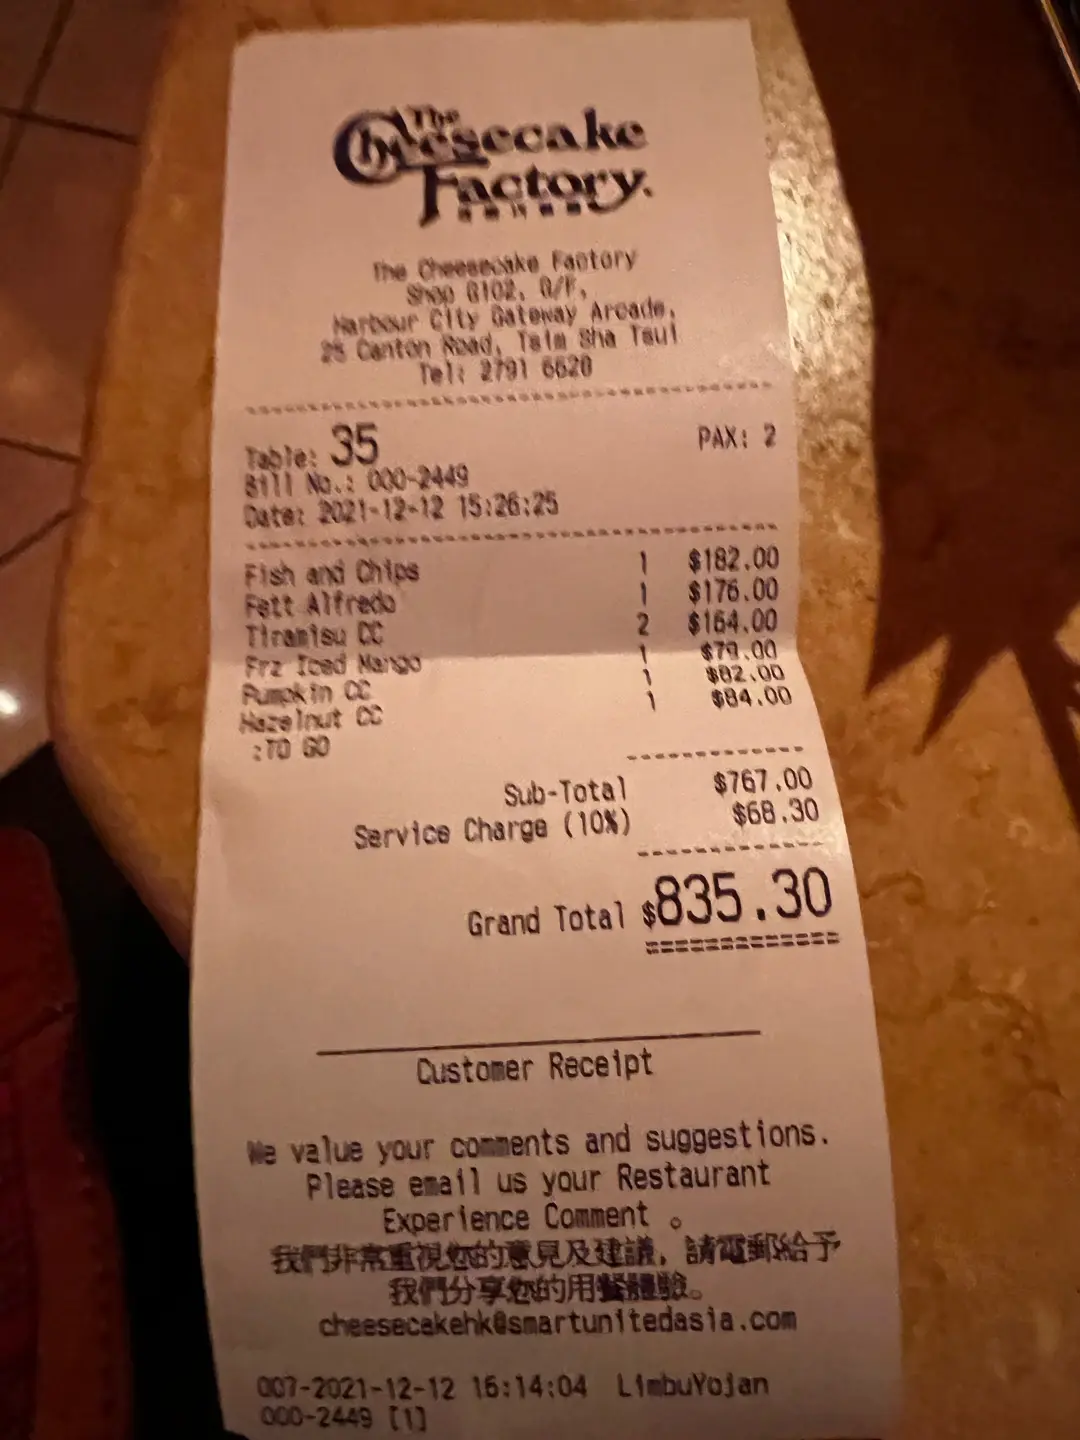 The
Cheesecake
Factory.
The Cheesecake Factory
Shop G102, G/F,
Harbour City Gateway Arcade,
25 Canton Road, Tsim Sha Tsui
Tel: 2791 6628
Table: 35 PAX: 2
Bill No.: 000-2449
Date: 2021-12-12 15:26:25
Fish and Chips 1 $182.00
Fett Alfredo 1 $176.00
Tiramisu CC 2 $164.00
Frz Iced Mango 1 $79.00
Pumpkin CC 1 $82.00
Hazelnut CC 1 $84.00
:TO GO
Sub-Total $767.00
Service Charge (10%) $68.30
Grand Total $835.30
Customer Receipt
We value your comments and suggestions.
Please email us your Restaurant
Experience Comment 。
我們非常重視您的意見及建議, 請電郵給予
我們分享您的用餐體驗。
cheesecakehk@smartunitedasia.com
007-2021-12-12 16:14:04 LimbuYojan
000-2449 [1]